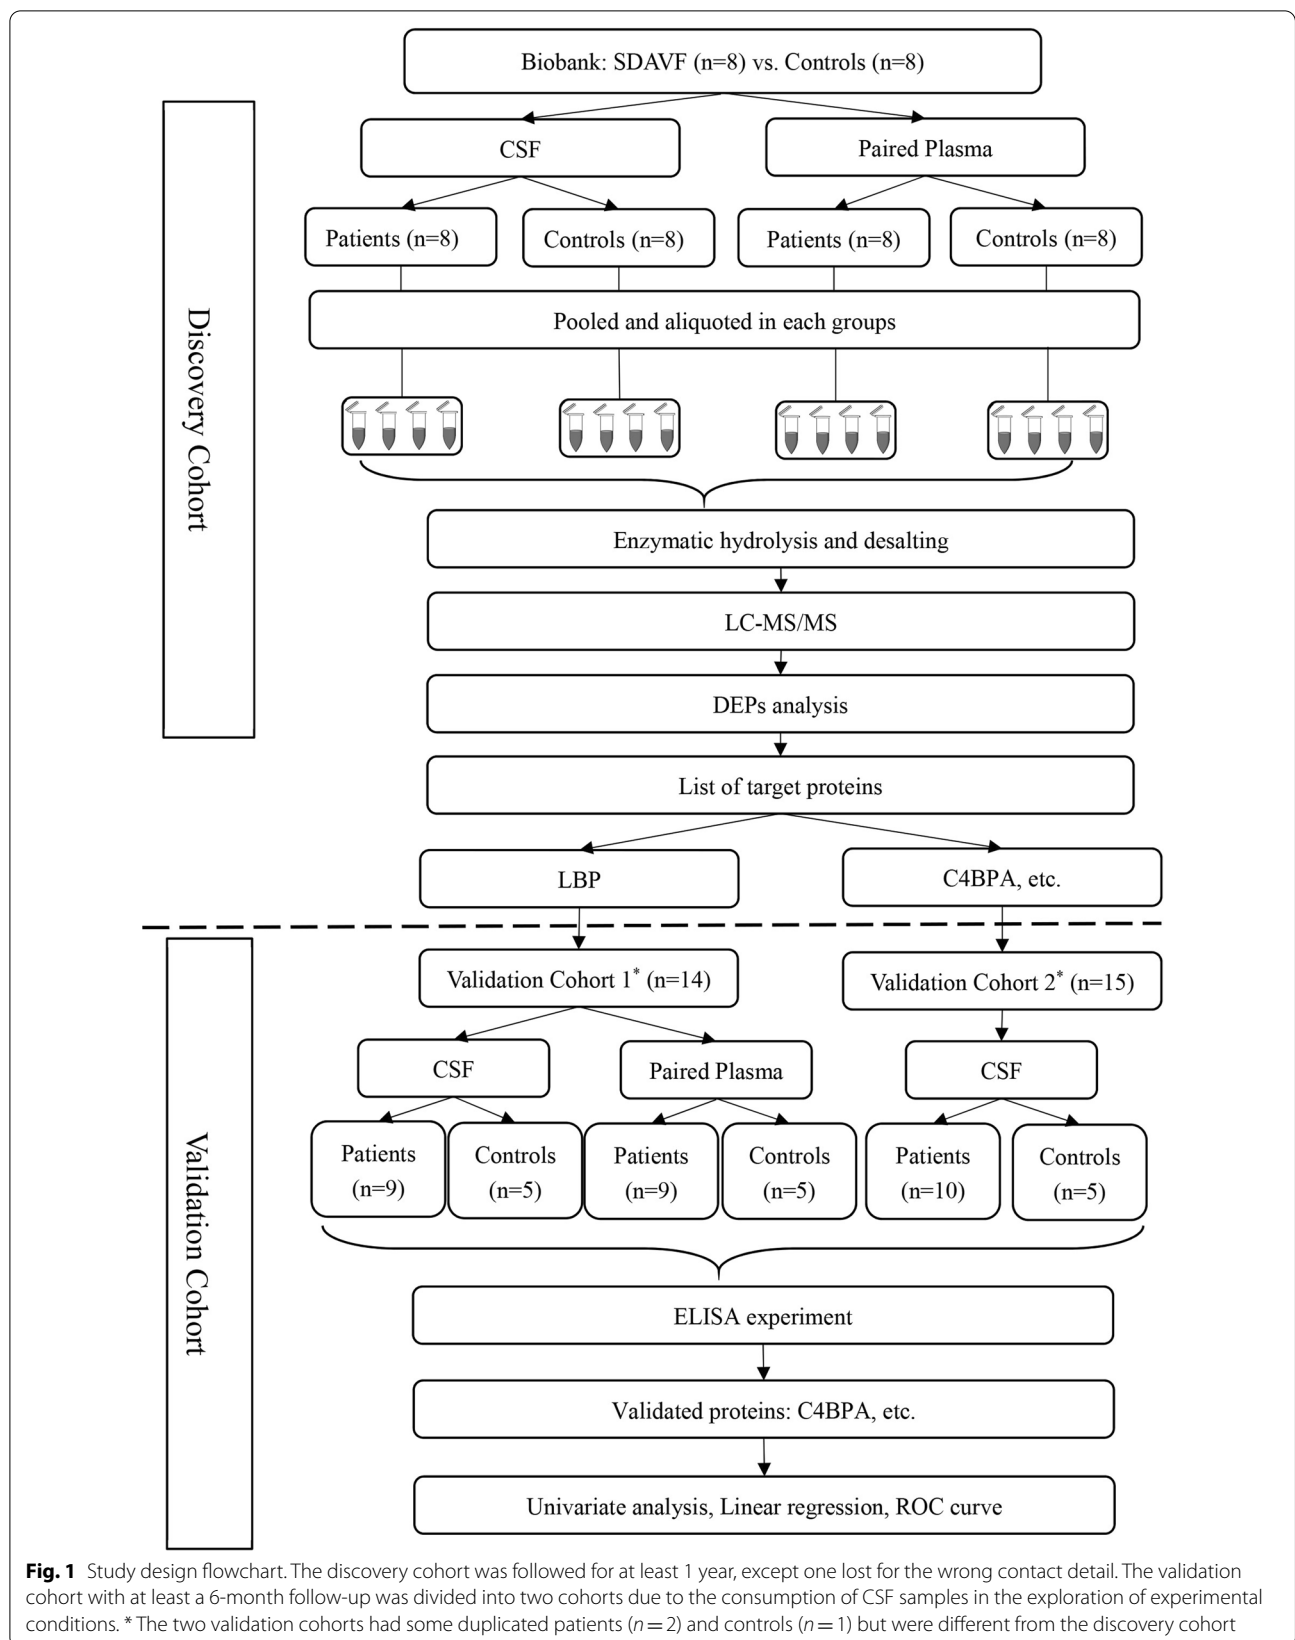 Biobank: SDAVF (n=8) vs. Controls (n=8)
CSF
Paired Plasma
Patients (n=8)
Controls (n=8)
Patients (n=8)
Controls (n=8)
Pooled and aliquoted in each groups
Discovery Cohort
Enzymatic hydrolysis and desalting
LC-MS/MS
DEPs analysis
List of target proteins
LBP
C4BPA, etc.
Validation Cohort 1* (n=14)
Validation Cohort 2* (n=15)
CSF
Paired Plasma
CSF
Patients
(n=9)
Controls
(n=5)
Patients
(n=9)
Controls
(n=5)
Patients
(n=10)
Controls
(n=5)
Validation Cohort
ELISA experiment
Validated proteins: C4BPA, etc.
Univariate analysis, Linear regression, ROC curve
Fig. 1 Study design flowchart. The discovery cohort was followed for at least 1 year, except one lost for the wrong contact detail. The validation
cohort with at least a 6-month follow-up was divided into two cohorts due to the consumption of CSF samples in the exploration of experimental
conditions. * The two validation cohorts had some duplicated patients (n = 2) and controls (n = 1) but were different from the discovery cohort